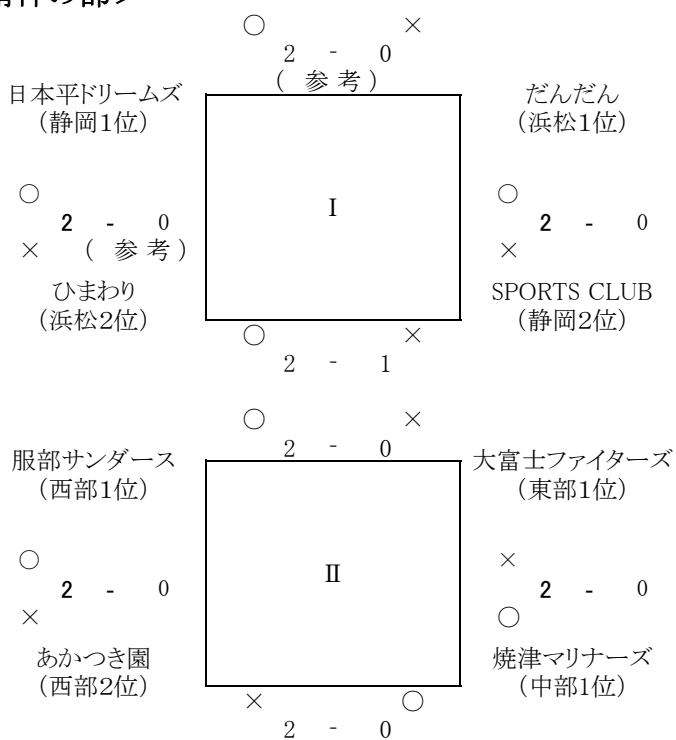 ○ ×
2 - 0
( 参考 )
日本平ドリームズ だんだん
（静岡1位） （浜松1位）
○ Ⅰ ○
2 - 0 2 - 0
× ( 参考 ) ×
ひまわり SPORTS CLUB
（浜松2位） （静岡2位）
○ ×
2 - 1
○ ×
2 - 0
服部サンダース 大富士ファイターズ
（西部1位） （東部1位）
○ Ⅱ ×
2 - 0 2 - 0
× ○
あかつき園 焼津マリナーズ
（西部2位） （中部1位）
× ○
2 - 0